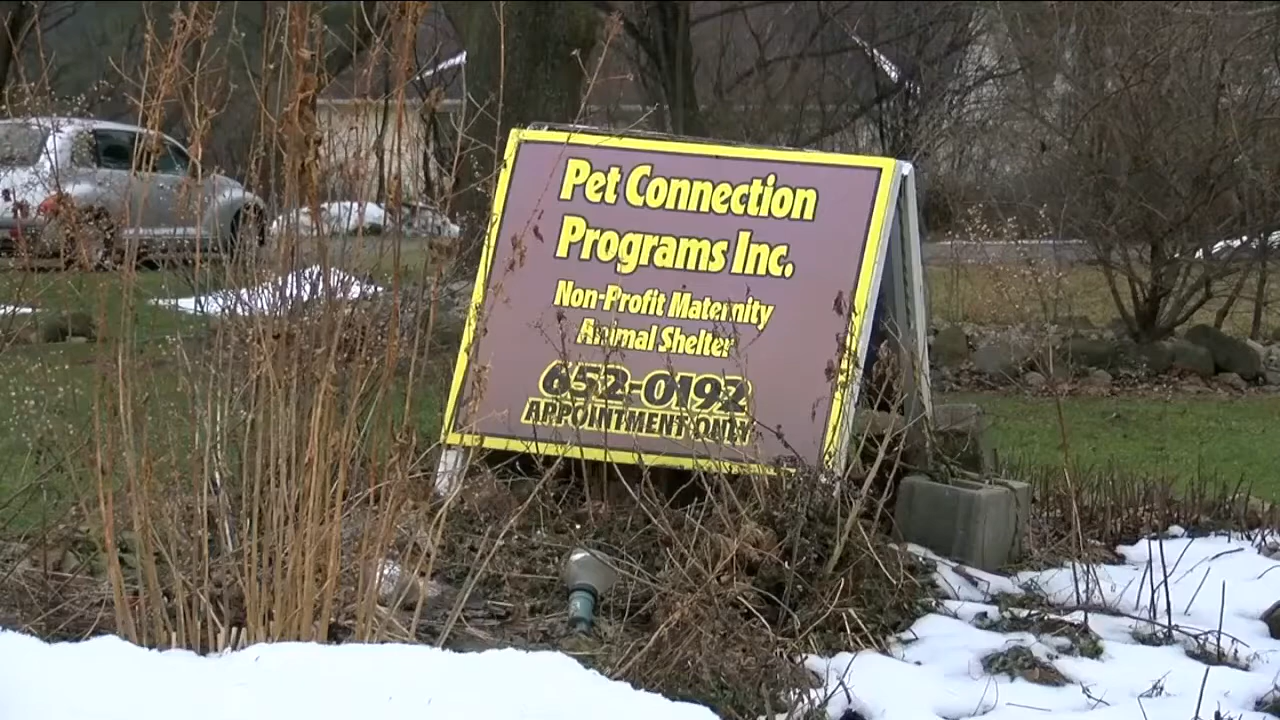 Pet Connection
Programs Inc.
Non-Profit Maternity
Animal Shelter
652-0192
APPOINTMENT ONLY